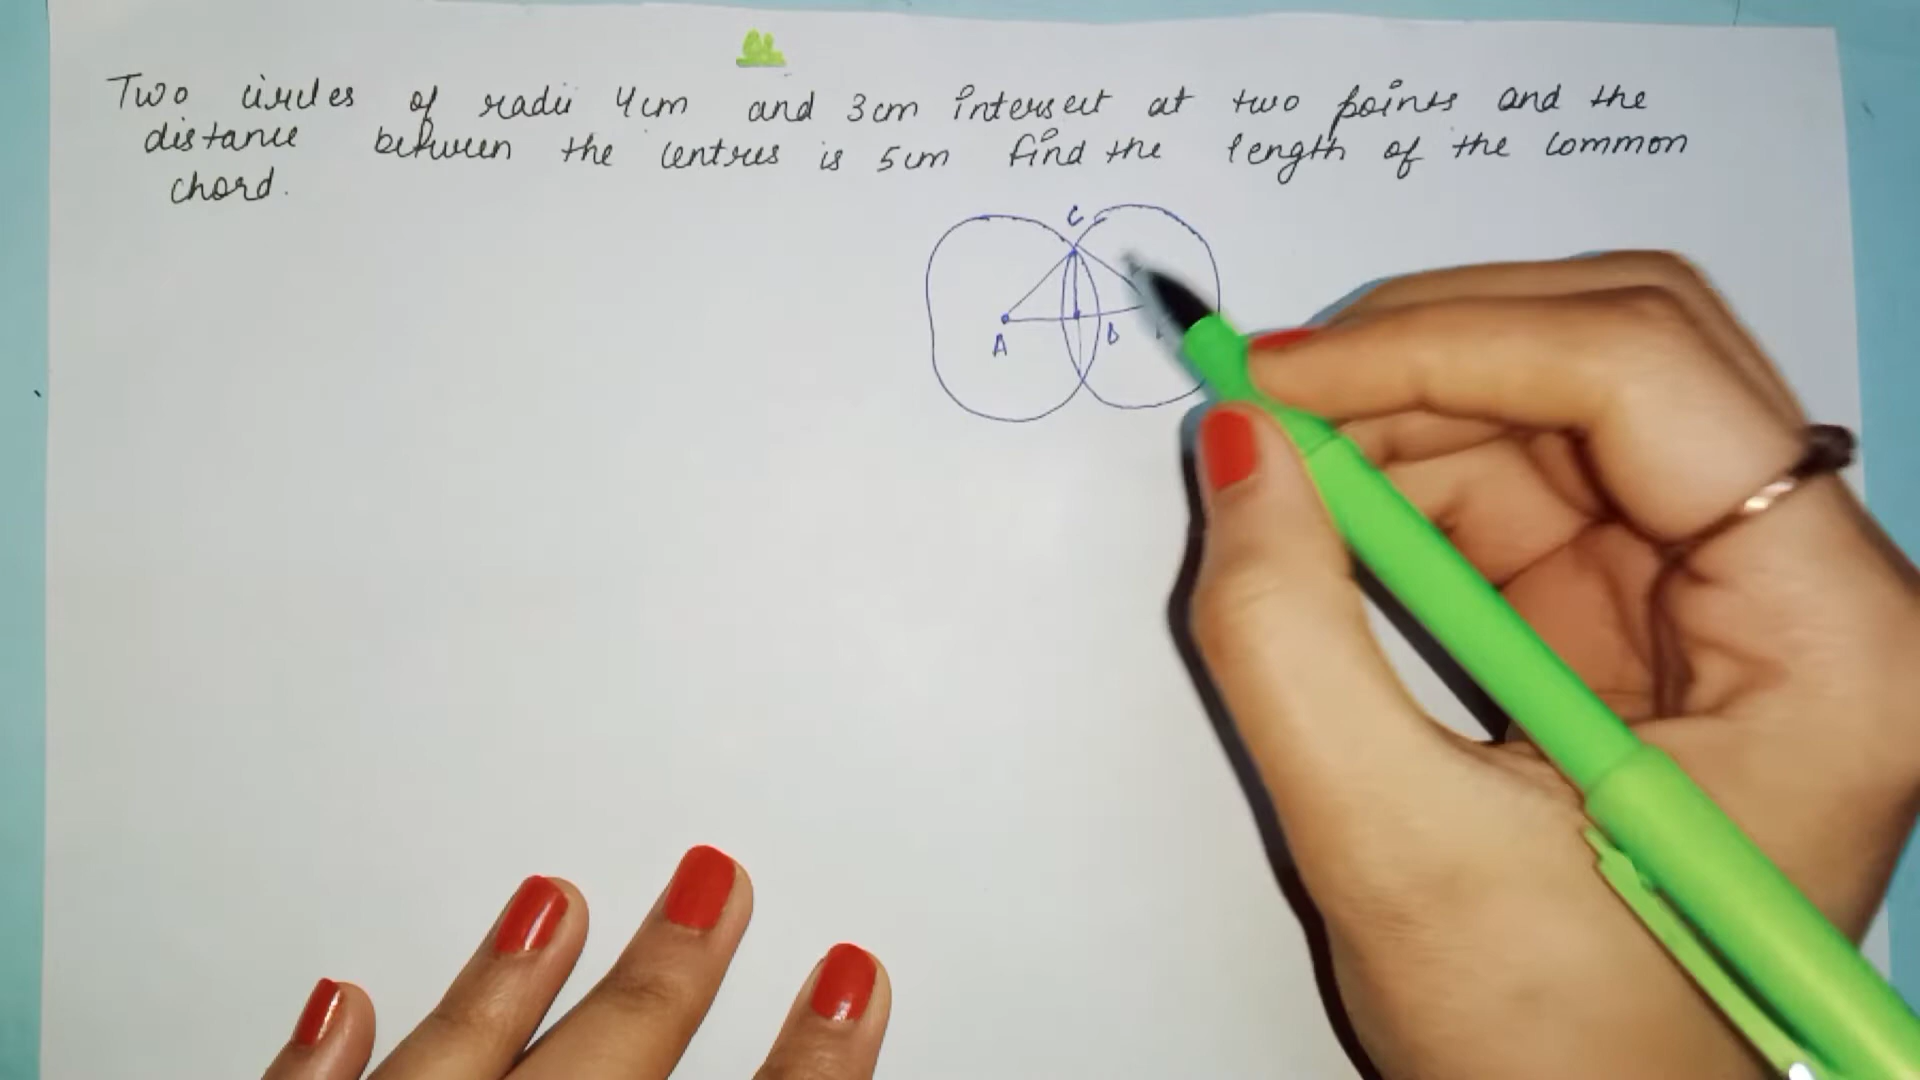 Two circles of radii 4cm and 3cm intersect at two points and the
distance between the centres is 5cm find the length of the common
chord.
C
A